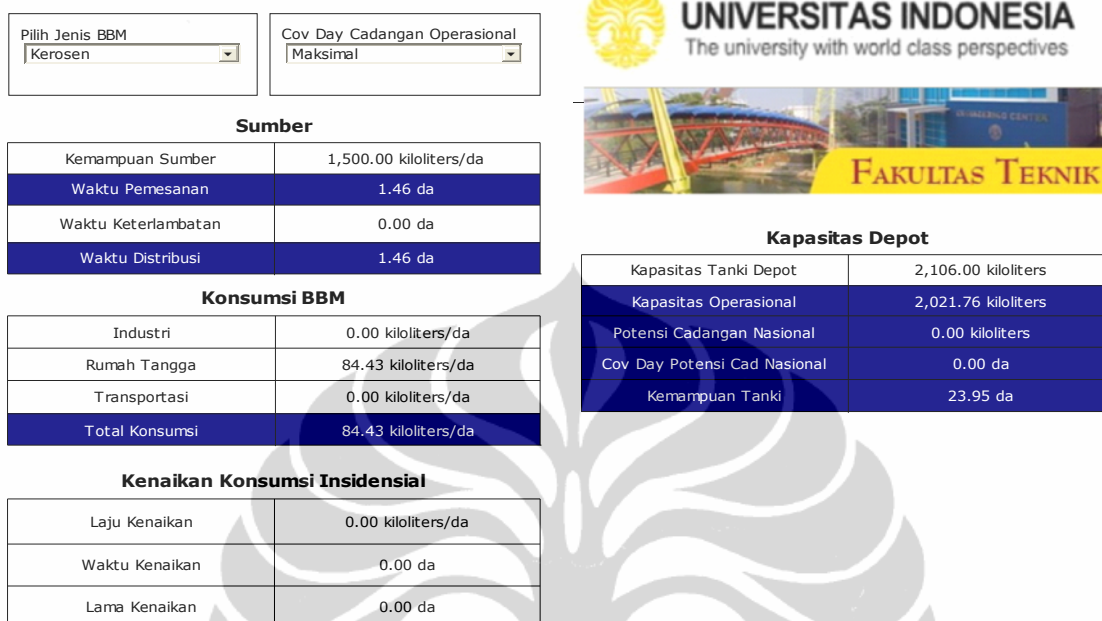 Pilih Jenis BBM
Kerosen
Cov Day Cadangan Operasional
Maksimal
UNIVERSITAS INDONESIA
The university with world class perspectives
ENGINEERING CENTER
FAKULTAS TEKNIK
Sumber
Kemampuan Sumber 1,500.00 kiloliters/da
Waktu Pemesanan 1.46 da
Waktu Keterlambatan 0.00 da
Waktu Distribusi 1.46 da
Konsumsi BBM
Industri 0.00 kiloliters/da
Rumah Tangga 84.43 kiloliters/da
Transportasi 0.00 kiloliters/da
Total Konsumsi 84.43 kiloliters/da
Kenaikan Konsumsi Insidensial
Laju Kenaikan 0.00 kiloliters/da
Waktu Kenaikan 0.00 da
Lama Kenaikan 0.00 da
Kapasitas Depot
Kapasitas Tanki Depot 2,106.00 kiloliters
Kapasitas Operasional 2,021.76 kiloliters
Potensi Cadangan Nasional 0.00 kiloliters
Cov Day Potensi Cad Nasional 0.00 da
Kemampuan Tanki 23.95 da